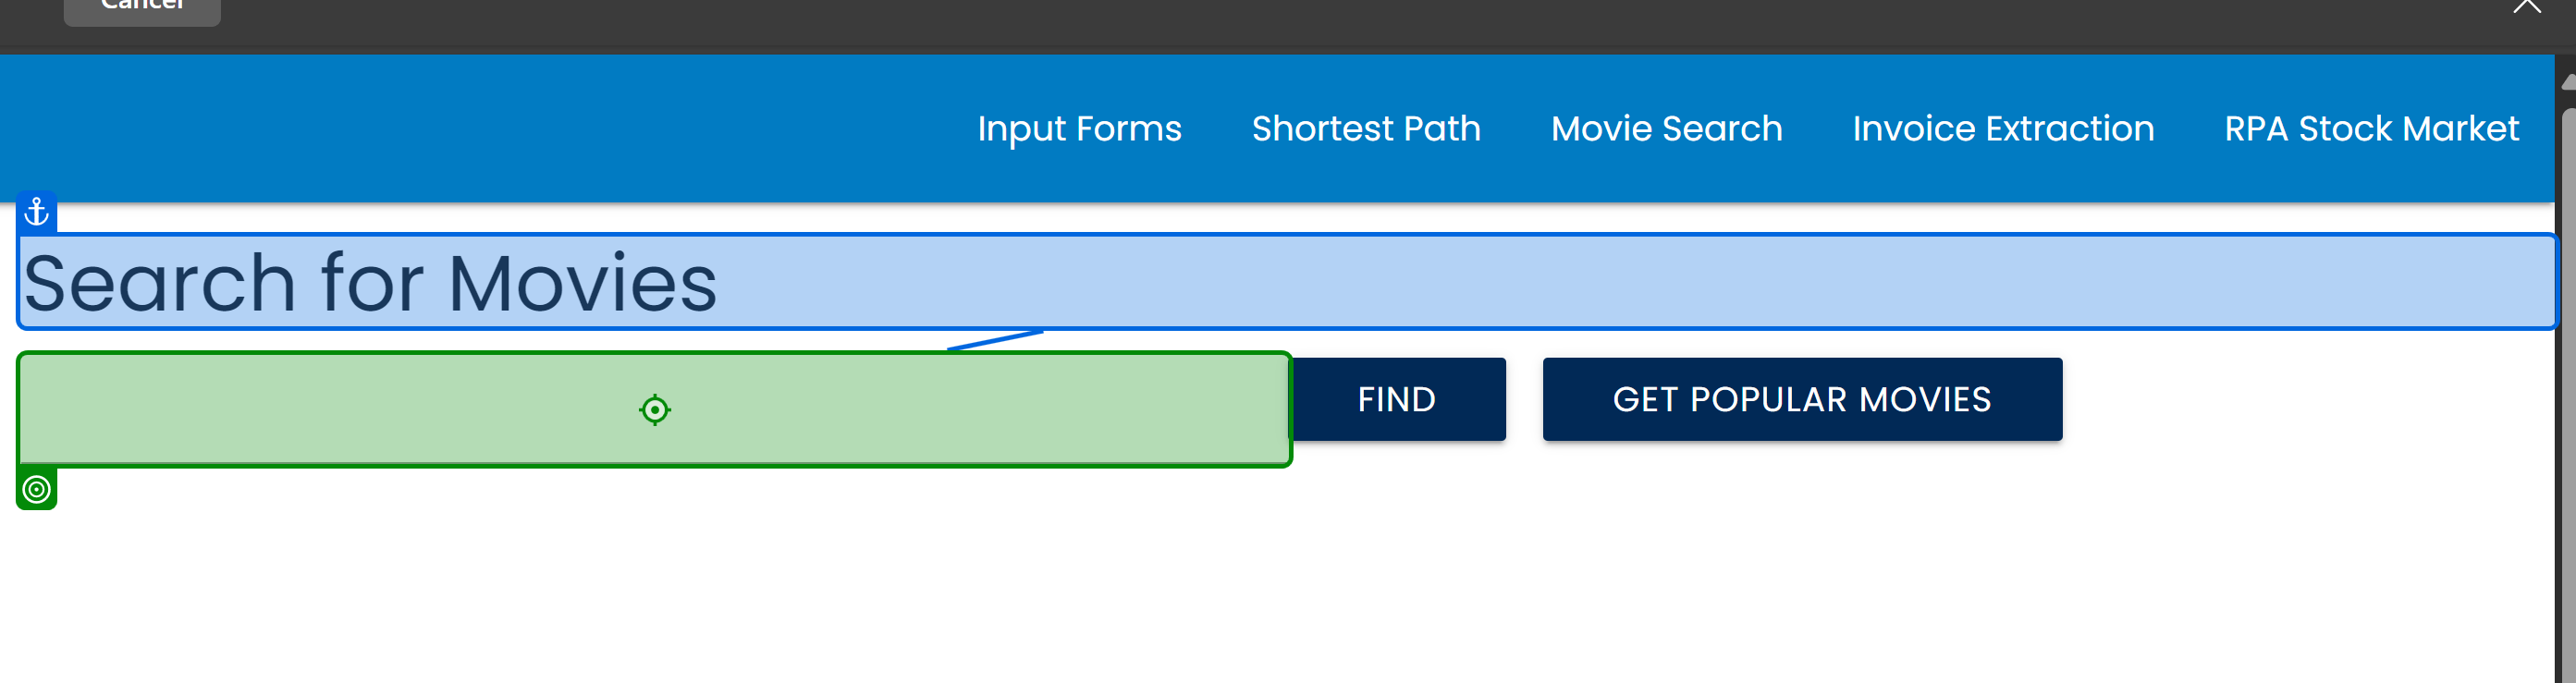 Cancel
Input Forms Shortest Path Movie Search Invoice Extraction RPA Stock Market
Search for Movies
FIND GET POPULAR MOVIES